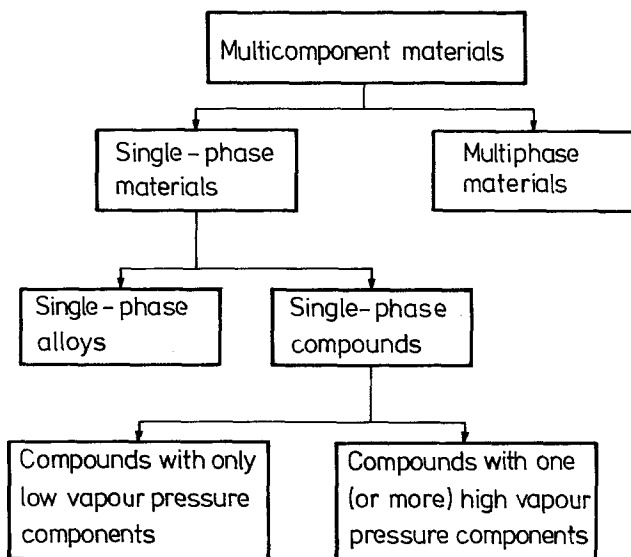 Multicomponent materials
Single-phase
materials
Multiphase
materials
Single-phase
alloys
Single-phase
compounds
Compounds with only
low vapour pressure
components
Compounds with one
(or more) high vapour
pressure components